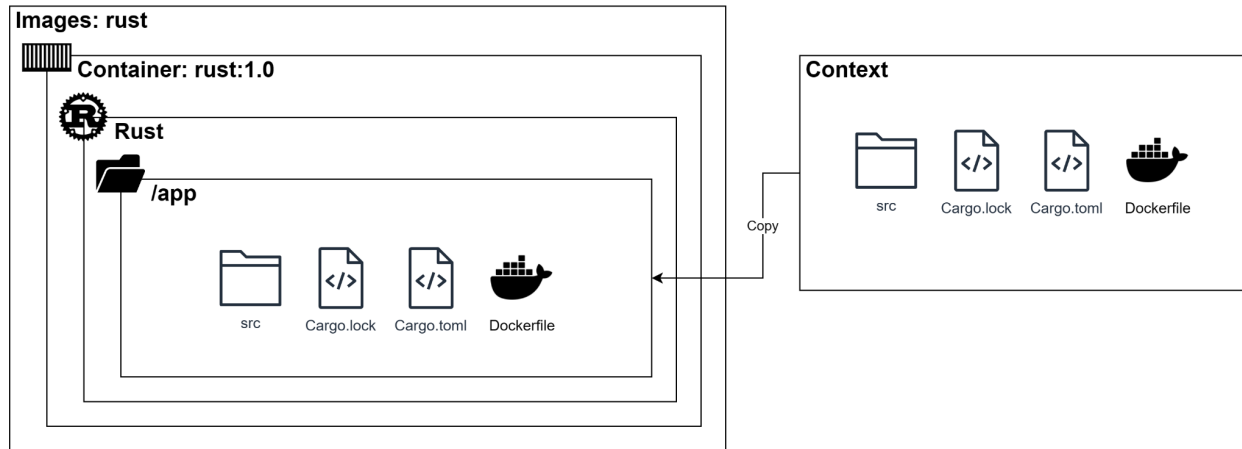 Images: rust
Container: rust:1.0
Rust
/app
src
Cargo.lock
Cargo.toml
Dockerfile
Copy
Context
src
Cargo.lock
Cargo.toml
Dockerfile